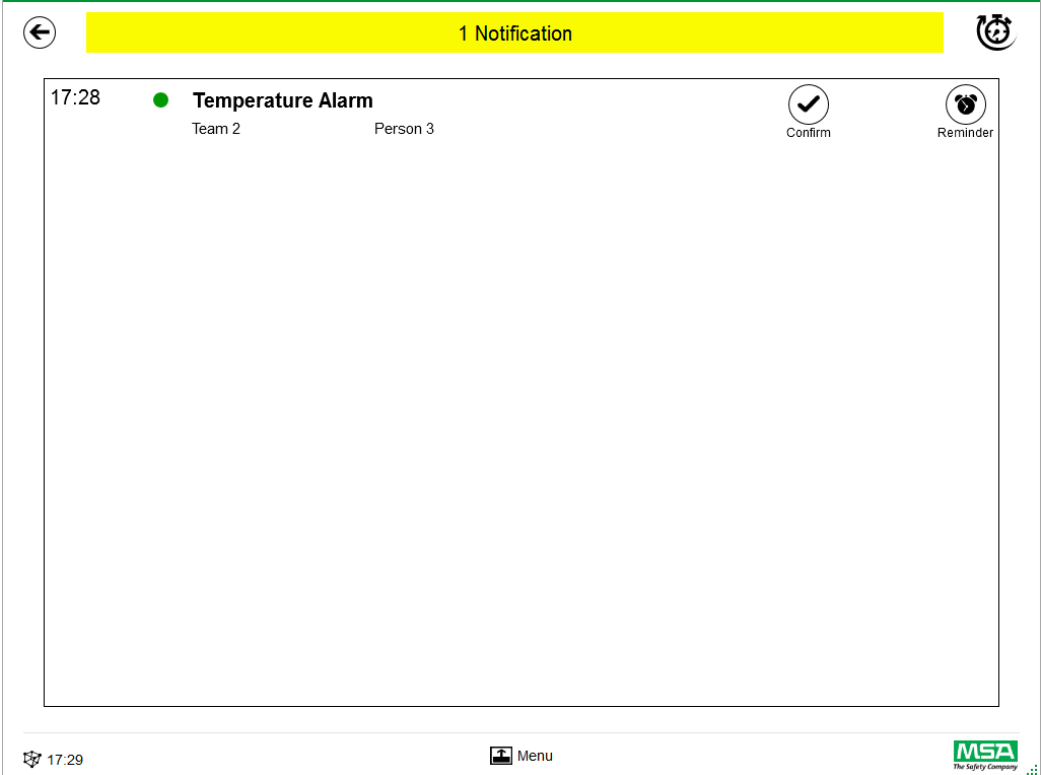 1 Notification
17:28 Temperature Alarm
Team 2 Person 3 Confirm Reminder
17:29 Menu MSA
The Safety Company